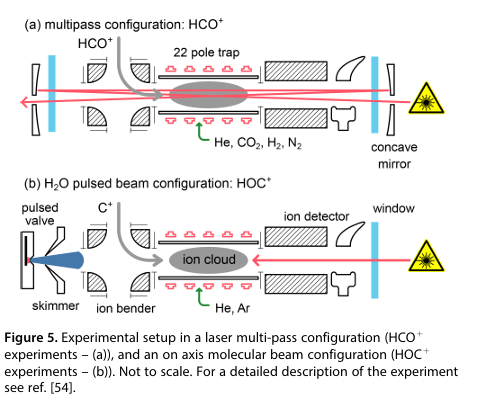 (a) multipass configuration: HCO⁺
HCO⁺
22 pole trap
He, CO₂, H₂, N₂
concave
mirror
(b) H₂O pulsed beam configuration: HOC⁺
pulsed
valve
C⁺
ion detector
window
ion cloud
skimmer
ion bender
He, Ar
Figure 5. Experimental setup in a laser multi-pass configuration (HCO⁺
experiments – (a)), and an on axis molecular beam configuration (HOC⁺
experiments – (b)). Not to scale. For a detailed description of the experiment
see ref. [54].